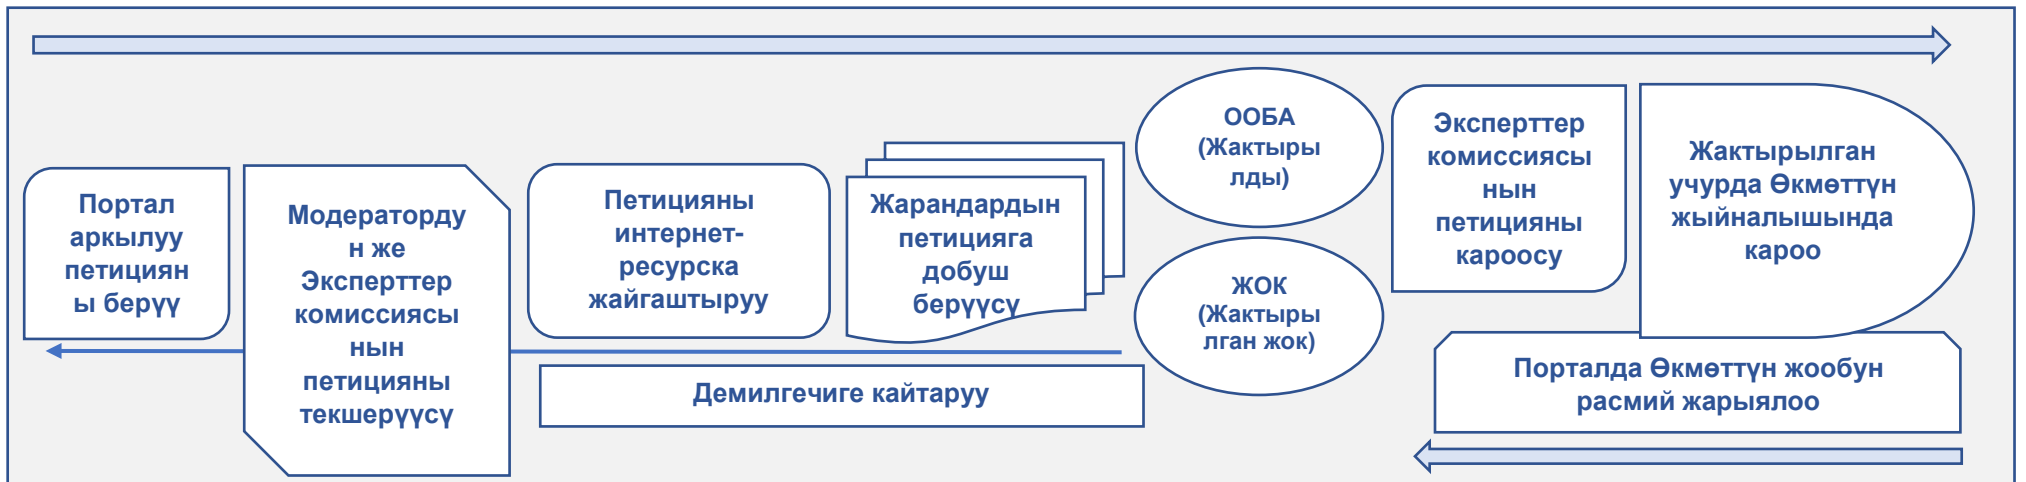 Портал
аркылуу
петициян
ы берүү
Модератордү
н же
Эксперттер
комиссиясы
нын
петицияны
текшерүүсү
Петицияны
интернет-
ресурска
жайгаштыруу
Жарандардын
петицияга
добуш
берүүсү
ООБА
(Жактыры
лды)
ЖОК
(Жактыры
лган жок)
Демилгечиге кайтаруу
Эксперттер
комиссиясы
нын
петицияны
кароосу
Жактырылган
учурда Өкмөттүн
жыйналышында
кароо
Порталда Өкмөттүн жообун
расмий жарыялоо